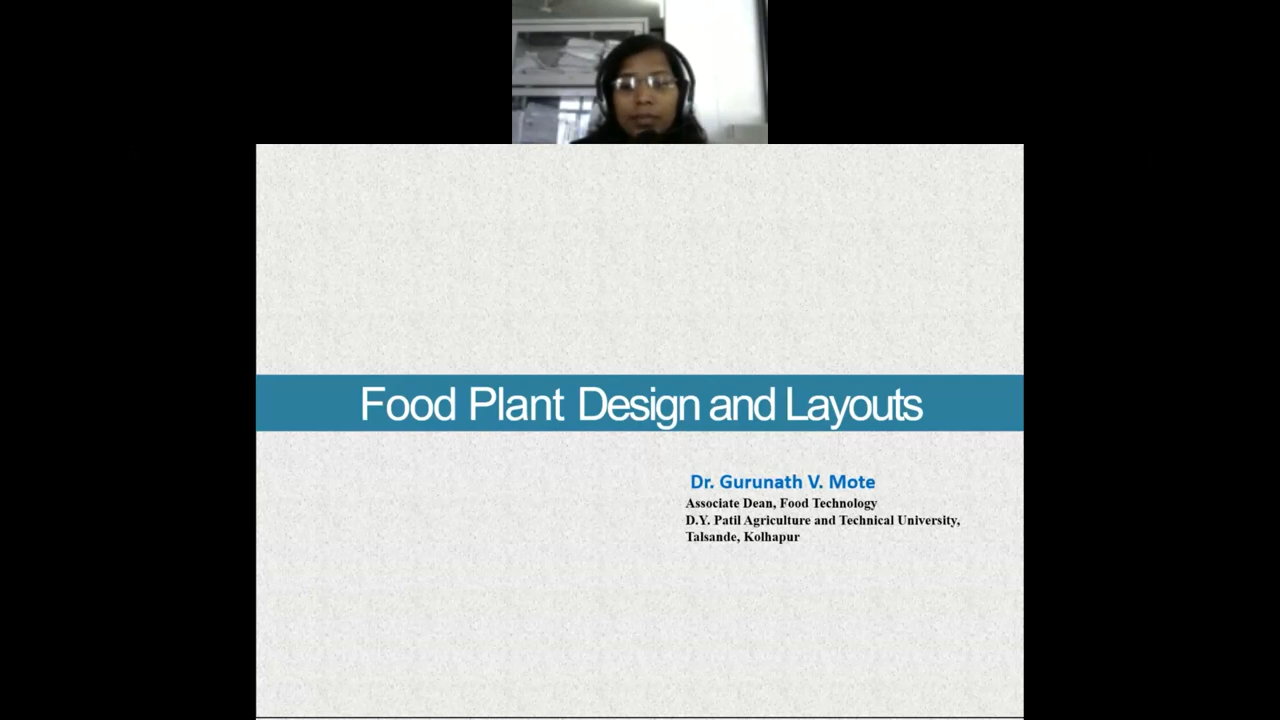 Food Plant Design and Layouts
Dr. Gurunath V. Mote
Associate Dean, Food Technology
D.Y. Patil Agriculture and Technical University,
Talsande, Kolhapur